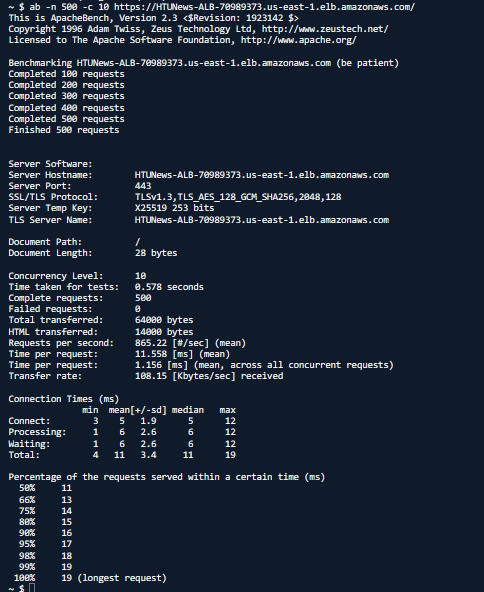 ~ $ ab -n 500 -c 10 https://HTUNews-ALB-70989373.us-east-1.elb.amazonaws.com/
This is ApacheBench, Version 2.3 <$Revision: 1923142 $>
Copyright 1996 Adam Twiss, Zeus Technology Ltd, http://www.zeustech.net/
Licensed to The Apache Software Foundation, http://www.apache.org/

Benchmarking HTUNews-ALB-70989373.us-east-1.elb.amazonaws.com (be patient)
Completed 100 requests
Completed 200 requests
Completed 300 requests
Completed 400 requests
Completed 500 requests
Finished 500 requests


Server Software:
Server Hostname:        HTUNews-ALB-70989373.us-east-1.elb.amazonaws.com
Server Port:            443
SSL/TLS Protocol:       TLSv1.3,TLS_AES_128_GCM_SHA256,2048,128
Server Temp Key:        X25519 253 bits
TLS Server Name:        HTUNews-ALB-70989373.us-east-1.elb.amazonaws.com

Document Path:          /
Document Length:        28 bytes

Concurrency Level:      10
Time taken for tests:   0.578 seconds
Complete requests:      500
Failed requests:        0
Total transferred:      64000 bytes
HTML transferred:       14000 bytes
Requests per second:    865.22 [#/sec] (mean)
Time per request:       11.558 [ms] (mean)
Time per request:       1.156 [ms] (mean, across all concurrent requests)
Transfer rate:          108.15 [Kbytes/sec] received

Connection Times (ms)
              min  mean[+/-sd] median   max
Connect:        3    5   1.9      5      12
Processing:     1    6   2.6      6      12
Waiting:        1    6   2.6      6      12
Total:          4   11   3.4     11      19

Percentage of the requests served within a certain time (ms)
  50%     11
  66%     13
  75%     14
  80%     15
  90%     16
  95%     17
  98%     18
  99%     19
 100%     19 (longest request)
~ $